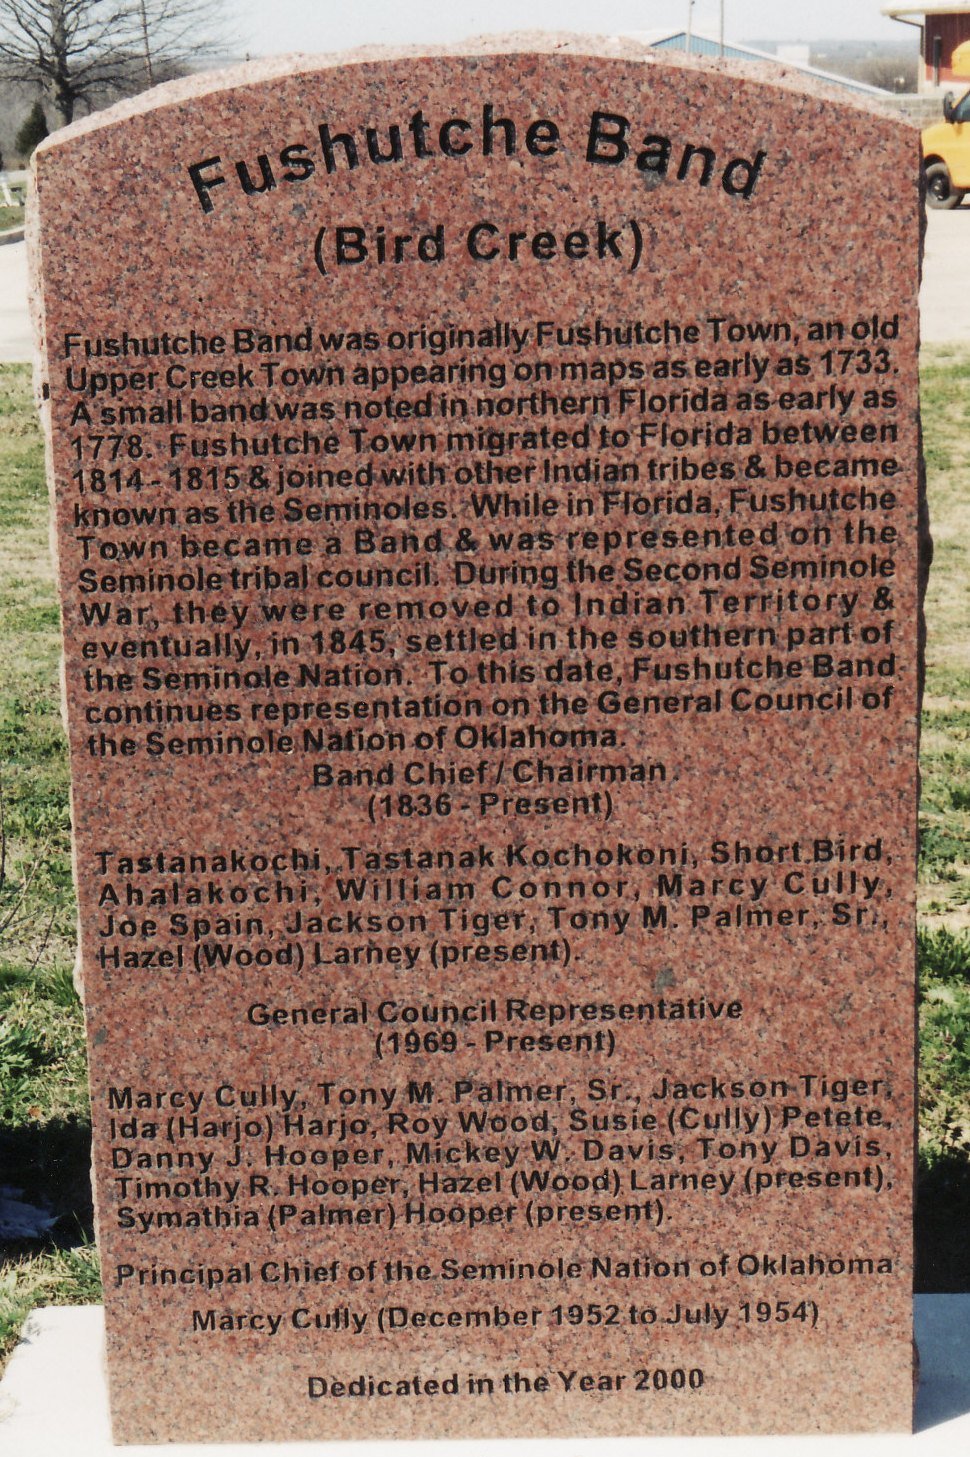 Fushutche Band
(Bird Creek)
Fushutche Band was originally Fushutche Town, an old
Upper Creek Town appearing on maps as early as 1733.
A small band was noted in northern Florida as early as
1778. Fushutche Town migrated to Florida between
1814 - 1815 & joined with other Indian tribes & became
known as the Seminoles. While in Florida, Fushutche
Town became a Band & was represented on the
Seminole tribal council. During the Second Seminole
War, they were removed to Indian Territory &
eventually, in 1845, settled in the southern part of
the Seminole Nation. To this date, Fushutche Band
continues representation on the General Council of
the Seminole Nation of Oklahoma.
Band Chief / Chairman
(1836 - Present)
Tastanakochi, Tastanak Kochokoni, Short Bird,
Ahalakochi, William Connor, Marcy Cully,
Joe Spain, Jackson Tiger, Tony M. Palmer, Sr.,
Hazel (Wood) Larney (present).
General Council Representative
(1969 - Present)
Marcy Cully, Tony M. Palmer, Sr., Jackson Tiger,
Ida (Harjo) Harjo, Roy Wood, Susie (Cully) Petete,
Danny J. Hooper, Mickey W. Davis, Tony Davis,
Timothy R. Hooper, Hazel (Wood) Larney (present),
Symathia (Palmer) Hooper (present).
Principal Chief of the Seminole Nation of Oklahoma
Marcy Cully (December 1952 to July 1954)
Dedicated in the Year 2000